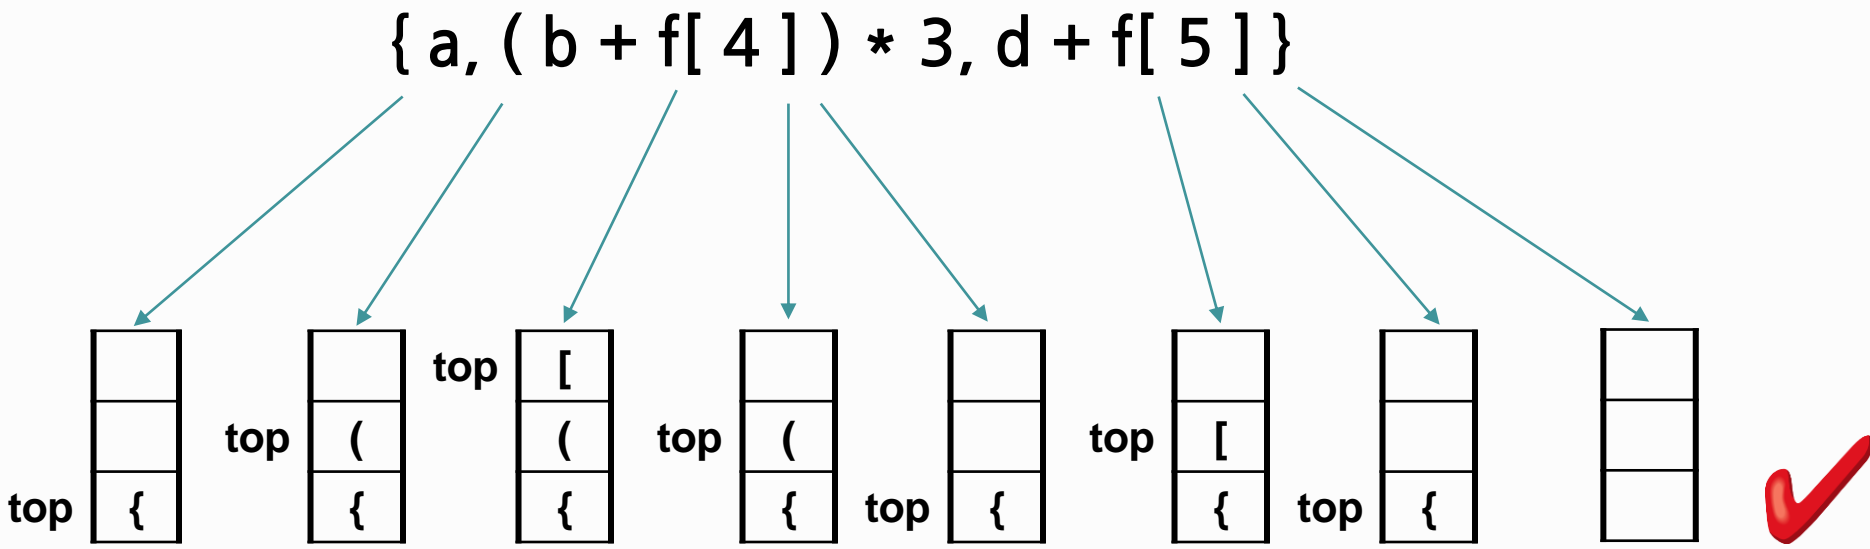 { a, ( b + f[ 4 ] ) * 3, d + f[ 5 ] }
top [
top ( ( top ( top [
top { { { { top { { top {